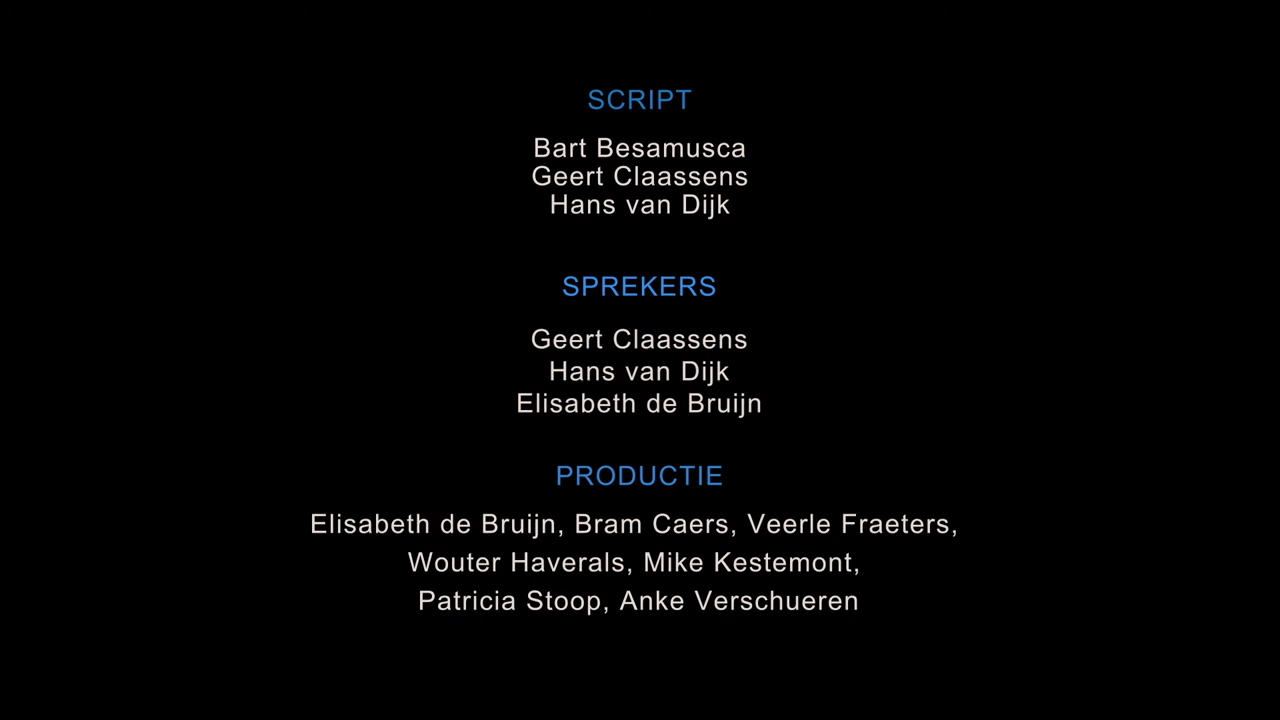 SCRIPT
Bart Besamusca
Geert Claassens
Hans van Dijk
SPREKERS
Geert Claassens
Hans van Dijk
Elisabeth de Bruijn
PRODUCTIE
Elisabeth de Bruijn, Bram Caers, Veerle Fraeters,
Wouter Haverals, Mike Kestemont,
Patricia Stoop, Anke Verschueren